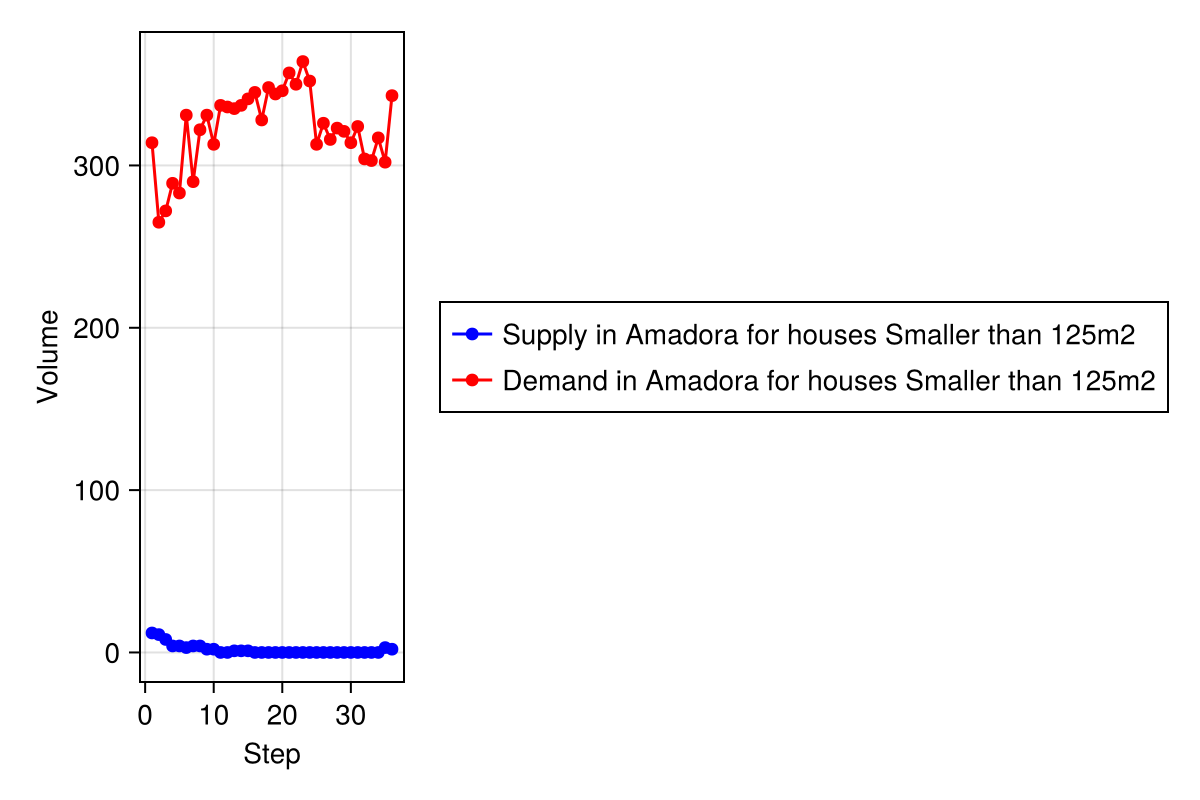 300
200
100
0
Volume
0 10 20 30
Step
Supply in Amadora for houses Smaller than 125m2
Demand in Amadora for houses Smaller than 125m2